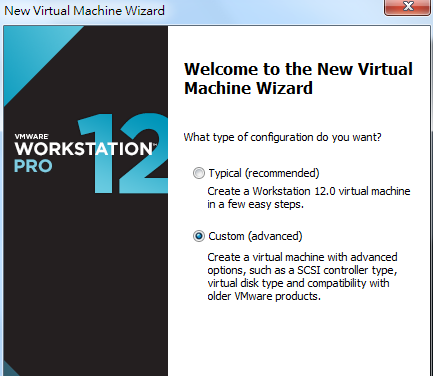 New Virtual Machine Wizard
VMWARE
WORKSTATION™
PRO 12
Welcome to the New Virtual
Machine Wizard
What type of configuration do you want?
Typical (recommended)
Create a Workstation 12.0 virtual machine
in a few easy steps.
Custom (advanced)
Create a virtual machine with advanced
options, such as a SCSI controller type,
virtual disk type and compatibility with
older VMware products.